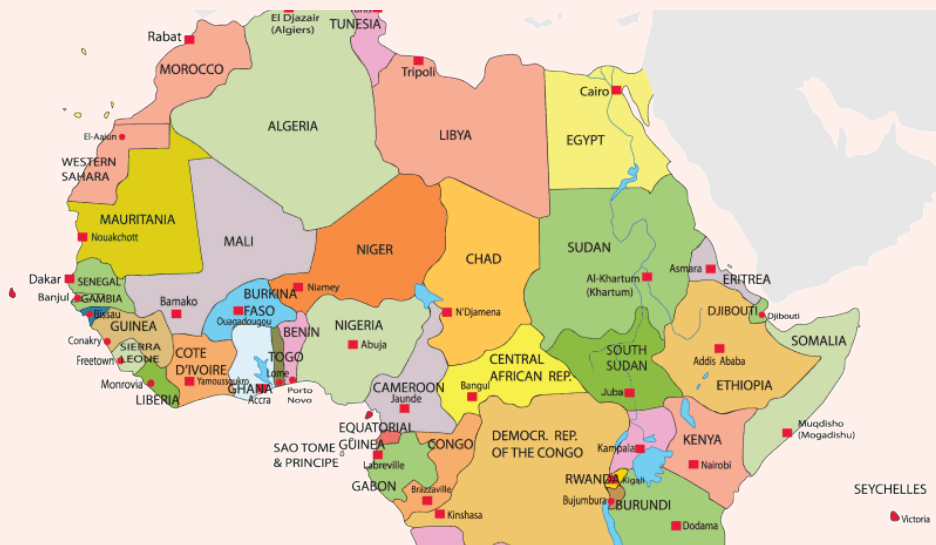 El Djazair
(Algiers)
TUNISIA
Rabat
MOROCCO
Tripoli
Cairo
ALGERIA
LIBYA
EGYPT
El-Aaiun
WESTERN
SAHARA
MAURITANIA
Nouakchott
MALI
NIGER
CHAD
SUDAN
Al-Khartum
(Khartum)
Asmara
ERITREA
Dakar
SENEGAL
Banjul
GAMBIA
Bissau
Bamako
BURKINA
FASO
Ouagadougou
Niamey
N'Djamena
DJIBOUTI
Djibouti
GUINEA
Conakry
SIERRA
LEONE
Freetown
COTE
D'IVOIRE
Yamoussoukro
BENIN
NIGERIA
Abuja
TOGO
Lome
GHANA
Accra
Porto
Novo
Monrovia
LIBERIA
CENTRAL
AFRICAN REP.
Bangui
SOUTH
SUDAN
Juba
Addis Ababa
ETHIOPIA
SOMALIA
CAMEROON
Jaunde
EQUATORIAL
GUINEA
SAO TOME
& PRINCIPE
Labreville
GABON
CONGO
Brazzaville
Kinshasa
DEMOCR. REP.
OF THE CONGO
Kampala
KENYA
Nairobi
Muqdisho
(Mogadishu)
RWANDA
Kigali
Bujumbura
BURUNDI
Dodama
SEYCHELLES
Victoria